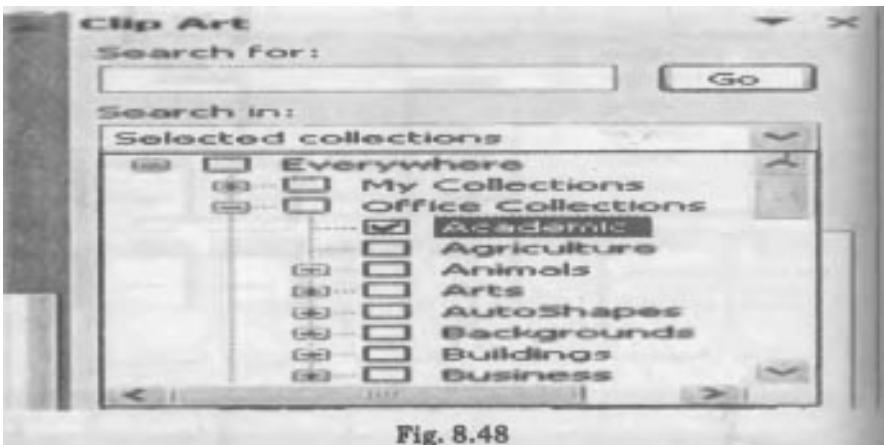 Clip Art
Search for:
Go
Search in:
Selected collections
Everywhere
My Collections
Office Collections
Academic
Agriculture
Animals
Arts
AutoShapes
Backgrounds
Buildings
Business
Fig. 8.48